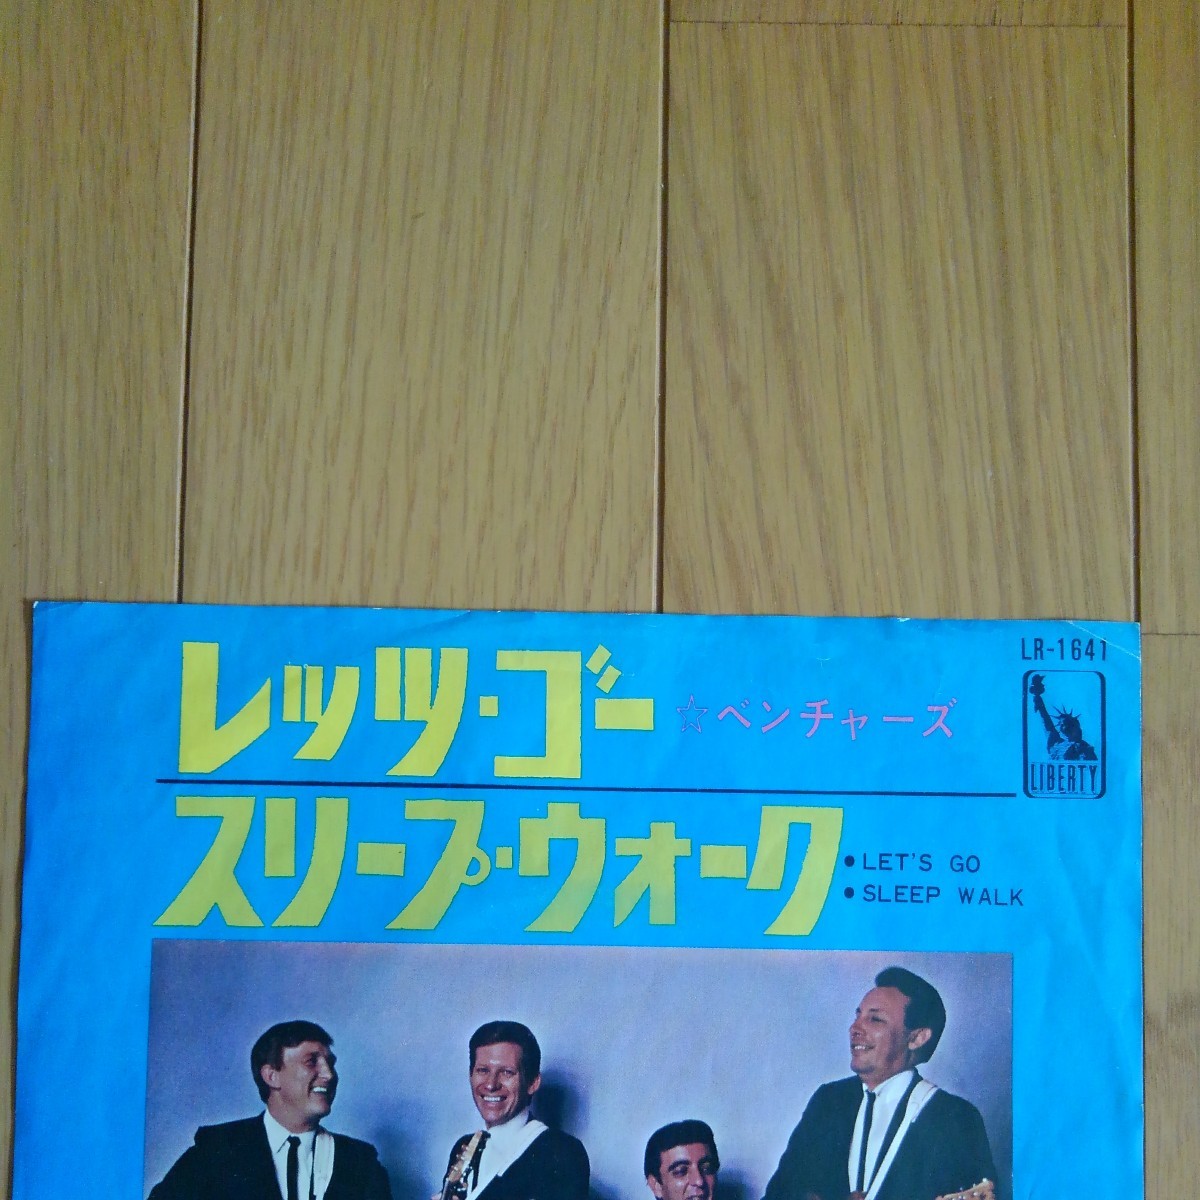 LR-1641
レッツ・ゴー ☆ベンチャーズ
LIBERTY
スリープ・ウォーク
• LET'S GO
• SLEEP WALK